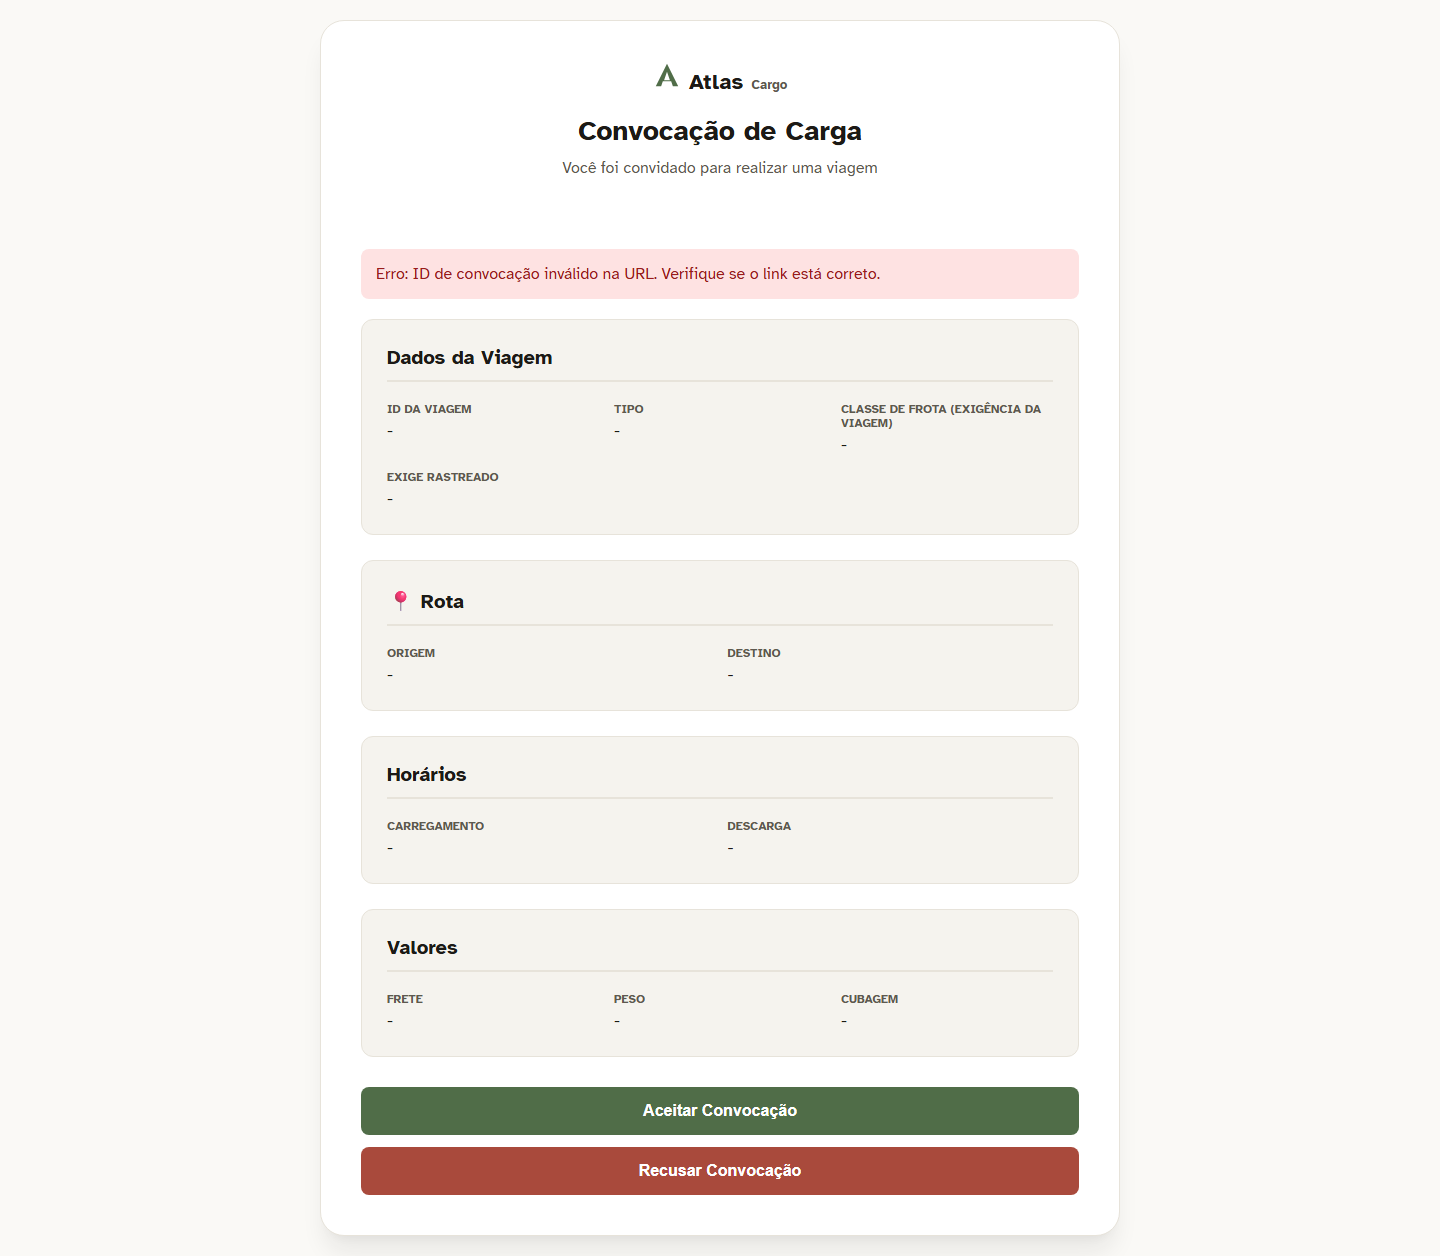 Atlas Cargo
Convocação de Carga
Você foi convidado para realizar uma viagem
Erro: ID de convocação inválido na URL. Verifique se o link está correto.
Dados da Viagem
ID DA VIAGEM
-
TIPO
-
CLASSE DE FROTA (EXIGÊNCIA DA
VIAGEM)
-
EXIGE RASTREADO
-
Rota
ORIGEM
-
DESTINO
-
Horários
CARREGAMENTO
-
DESCARGA
-
Valores
FRETE
-
PESO
-
CUBAGEM
-
Aceitar Convocação
Recusar Convocação